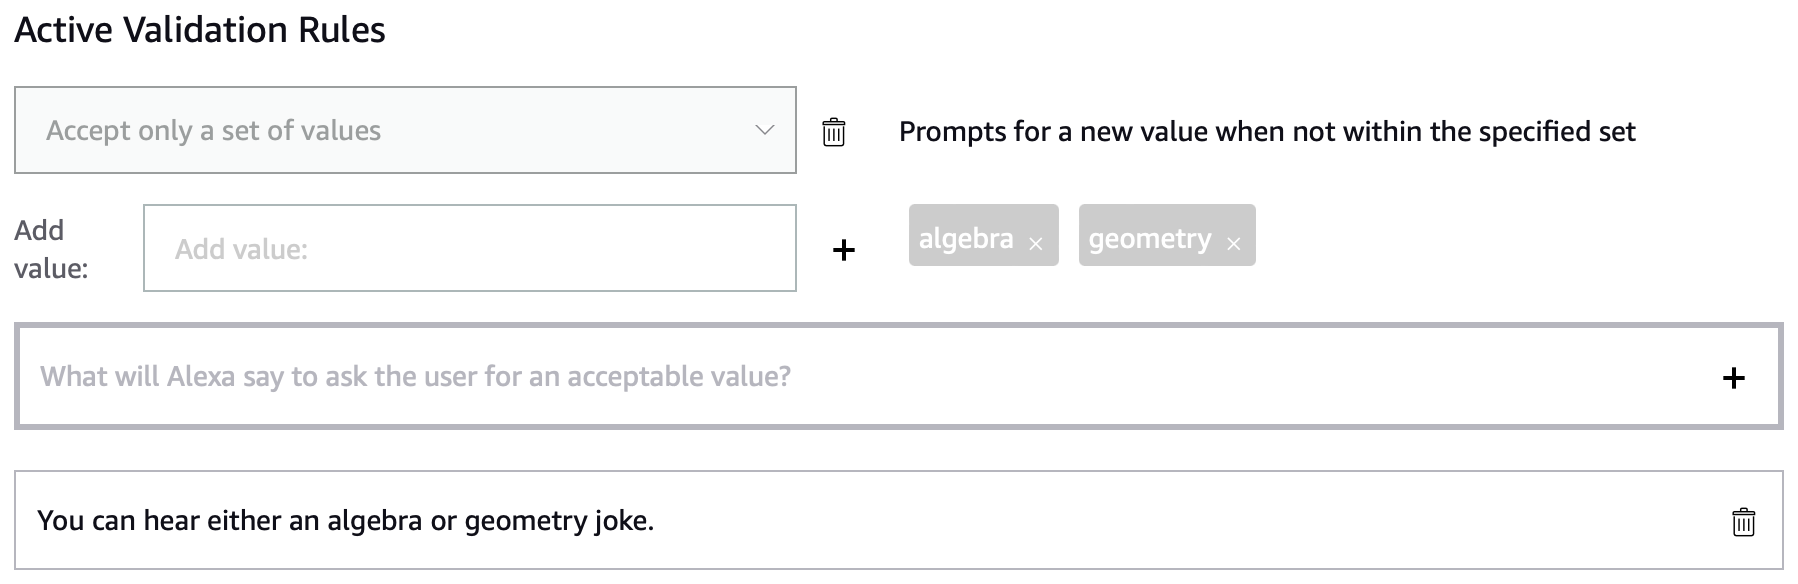 Active Validation Rules
Accept only a set of values
Prompts for a new value when not within the specified set
Add
value:
Add value:
algebra ×
geometry ×
What will Alexa say to ask the user for an acceptable value?
You can hear either an algebra or geometry joke.